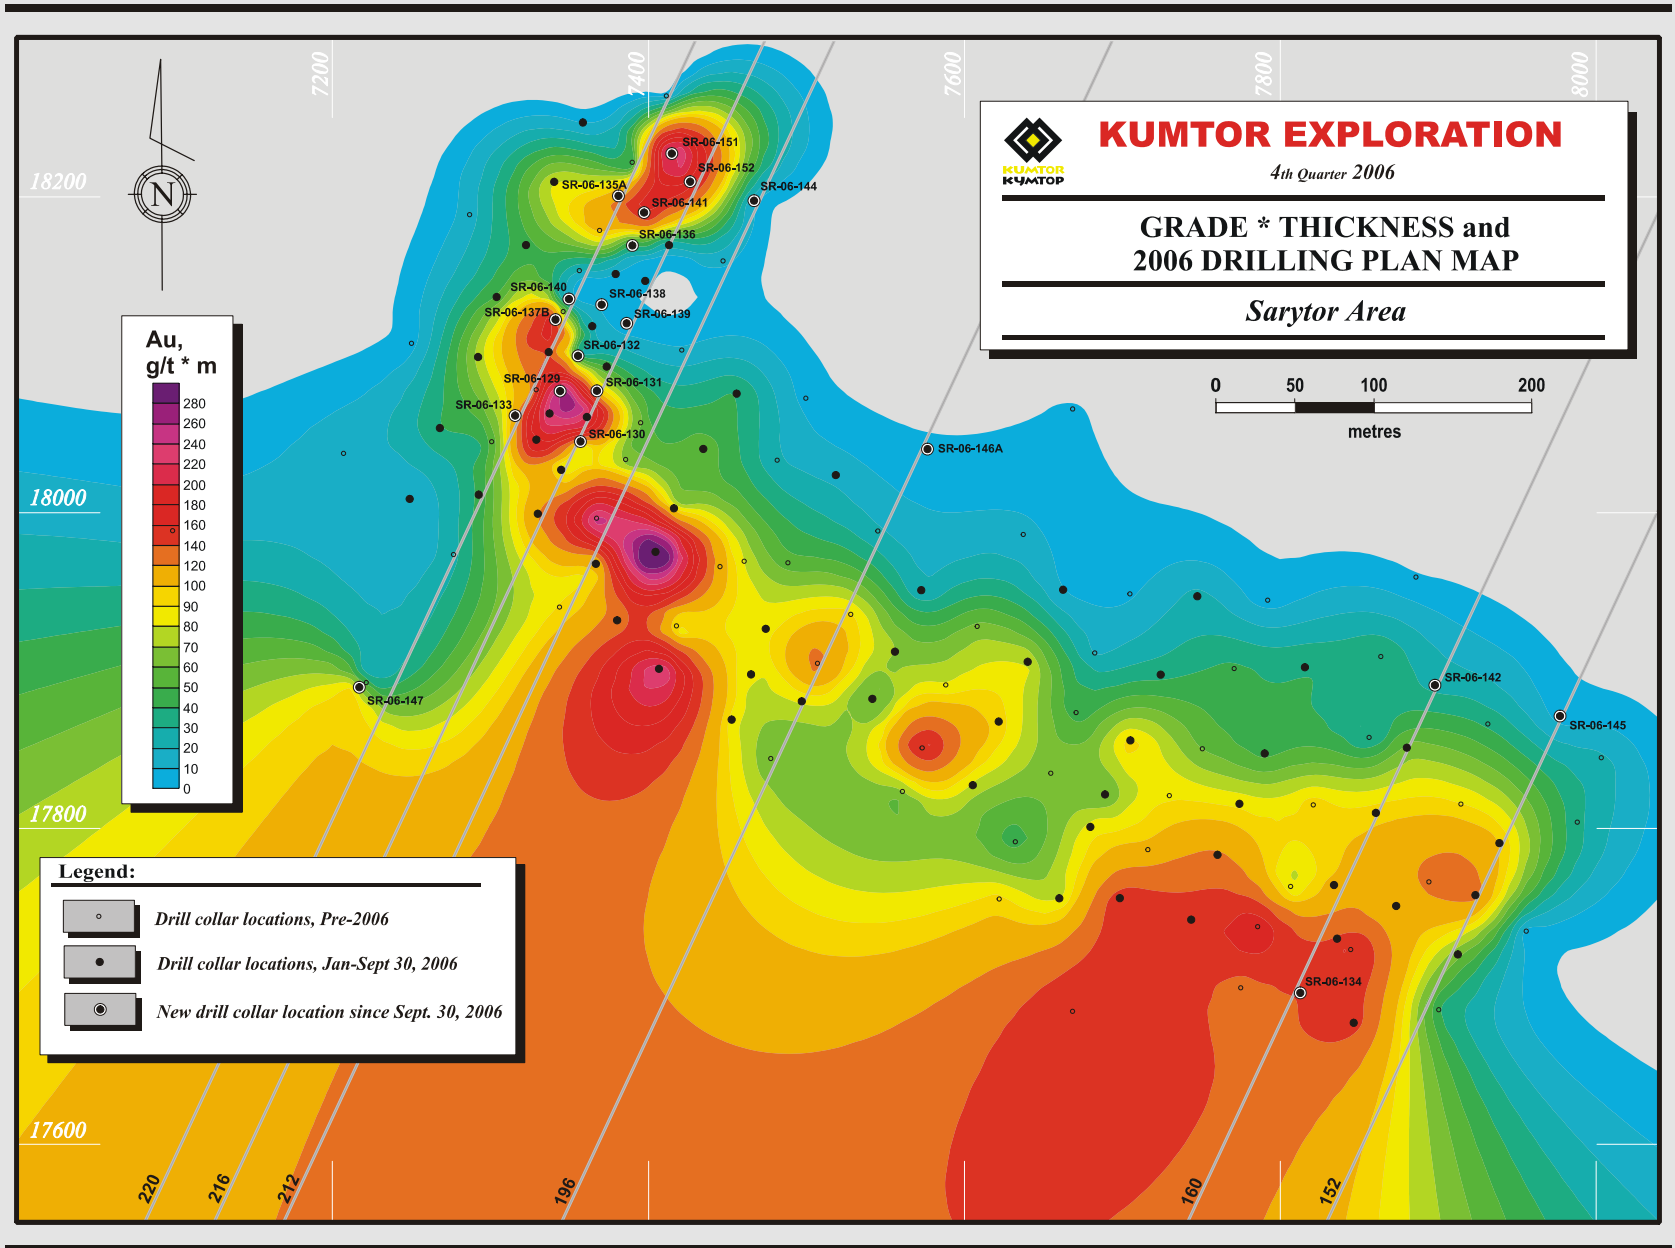 7200
7400
7600
7800
8000
KUMTOR EXPLORATION
KUMTOR
КУМТОР
4th Quarter 2006
GRADE * THICKNESS and
2006 DRILLING PLAN MAP
Sarytor Area
0 50 100 200
metres
N
18200
18000
17800
17600
SR-06-151
SR-06-152
SR-06-135A
SR-06-144
SR-06-141
SR-06-136
SR-06-140
SR-06-138
SR-06-137B
SR-06-139
SR-06-132
SR-06-129
SR-06-131
SR-06-133
SR-06-130
SR-06-146A
SR-06-142
SR-06-147
SR-06-145
SR-06-134
Au,
g/t * m
280
260
240
220
200
180
160
140
120
100
90
80
70
60
50
40
30
20
10
0
Legend:
Drill collar locations, Pre-2006
Drill collar locations, Jan-Sept 30, 2006
New drill collar location since Sept. 30, 2006
220
216
212
196
160
152